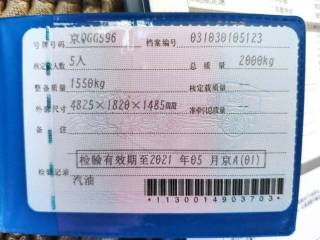 号牌号码 京QGG596 档案编号 031030105123
核定载人数 5人 总质量 2000kg
整备质量 1550kg 核定载质量 --
外廓尺寸 4825×1820×1485mm 准牵引总质量 --
备注
检验有效期至2021年05月京A(01)
检验记录
汽油
*1130014903703*